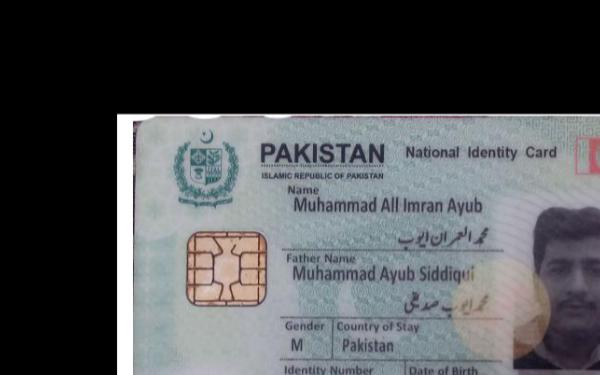 PAKISTAN National Identity Card
ISLAMIC REPUBLIC OF PAKISTAN
Name
Muhammad All Imran Ayub
محمد العمران ایوب
Father Name
Muhammad Ayub Siddiqui
محمد ایوب صدیقی
Gender Country of Stay
M Pakistan
Identity Number Date of Birth